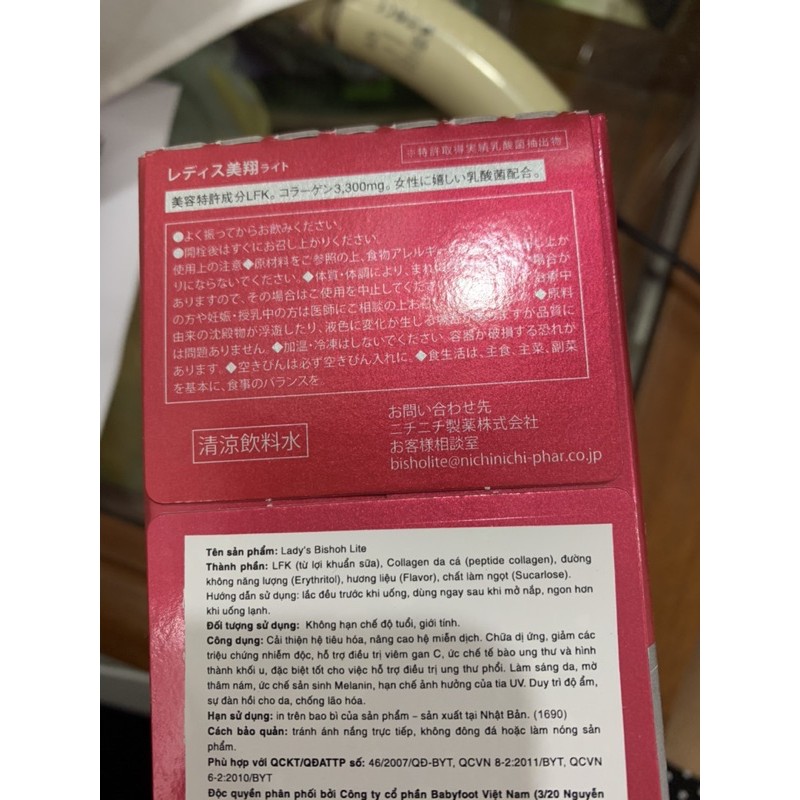 ※特許取得実績乳酸菌抽出物
レディス美翔ライト
美容特許成分LFK。コラーゲン3,300mg。女性に嬉しい乳酸菌配合。
●よく振ってからお飲みください。
●開栓後はすぐにお召し上がりください。
使用上の注意◆原材料をご参照の上、食物アレルギー 上が
りにならないでください。◆体質・体調により、まれに 場合が
ありますので、その場合はご使用を中止してくだ 治療中
の方や妊娠・授乳中の方は医師にご相談の上お召 ◆原料
由来の沈殿物が浮遊したり、液色に変化が生じる ますが品質に
は問題ありません。◆加温・冷凍はしないでください。容器が破損する恐れが
あります。◆空きびんは必ず空きびん入れに。◆食生活は、主食、主菜、副菜
を基本に、食事のバランスを
清涼飲料水
お問い合わせ先
ニチニチ製薬株式会社
お客様相談室
bisholite@nichinichi-phar.co.jp
Tên sản phẩm: Lady's Bishoh Lite
Thành phần: LFK (từ lợi khuẩn sữa), Collagen da cá (peptide collagen), đường
không năng lượng (Erythritol), hương liệu (Flavor), chất làm ngọt (Sucarlose).
Hướng dẫn sử dụng: lắc đều trước khi uống, dùng ngay sau khi mở nắp, ngon hơn
khi uống lạnh.
Đối tượng sử dụng: Không hạn chế độ tuổi, giới tính.
Công dụng: Cải thiện hệ tiêu hóa, nâng cao hệ miễn dịch. Chữa dị ứng, giảm các
triệu chứng nhiễm độc, hỗ trợ điều trị viêm gan C, ức chế tế bào ung thư và hình
thành khối u, đặc biệt tốt cho việc hỗ trợ điều trị ung thư phổi. Làm sáng da, mờ
thâm nám, ức chế sản sinh Melanin, hạn chế ảnh hưởng của tia UV. Duy trì độ ẩm,
sự đàn hồi cho da, chống lão hóa.
Hạn sử dụng: in trên bao bì của sản phẩm – sản xuất tại Nhật Bản. (1690)
Cách bảo quản: tránh ánh nắng trực tiếp, không đông đá hoặc làm nóng sản
phẩm.
Phù hợp với QCKT/QĐATTP số: 46/2007/QĐ-BYT, QCVN 8-2:2011/BYT, QCVN
6-2:2010/BYT
Độc quyền phân phối bởi Công ty cổ phần Babyfoot Việt Nam (3/20 Nguyễn